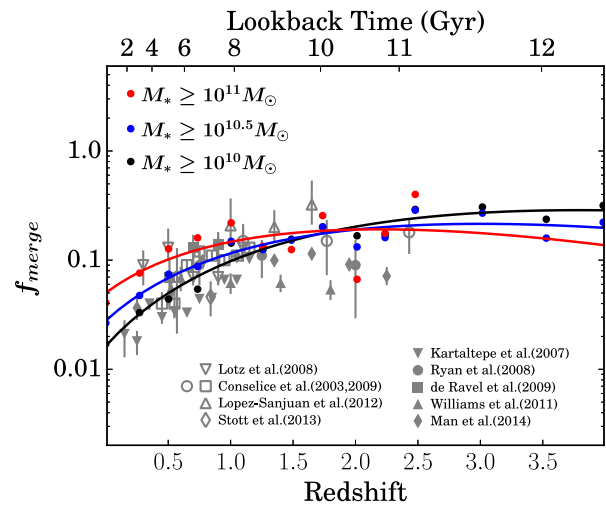 Lookback Time (Gyr)
2 4 6 8 10 11 12
M* ≥ 10^11 M⊙
M* ≥ 10^10.5 M⊙
M* ≥ 10^10 M⊙
1.0
0.1
0.01
f_merge
Lotz et al.(2008)
Conselice et al.(2003,2009)
Lopez-Sanjuan et al.(2012)
Stott et al.(2013)
Kartaltepe et al.(2007)
Ryan et al.(2008)
de Ravel et al.(2009)
Williams et al.(2011)
Man et al.(2014)
0.5 1.0 1.5 2.0 2.5 3.0 3.5
Redshift